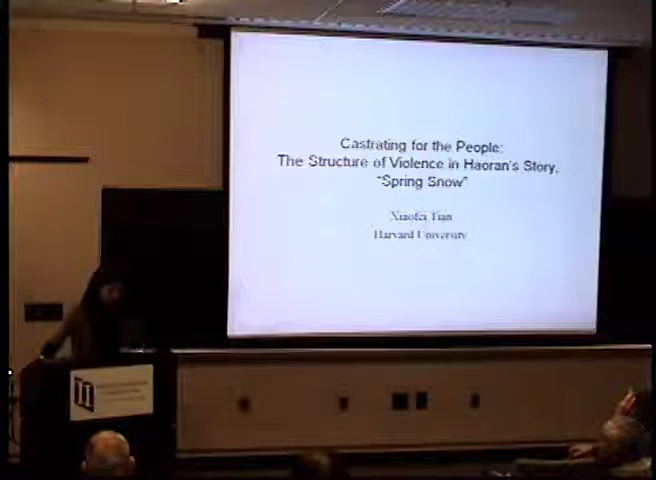 Castrating for the People:
The Structure of Violence in Haoran's Story,
"Spring Snow"
Xiaofei Tian
Harvard University